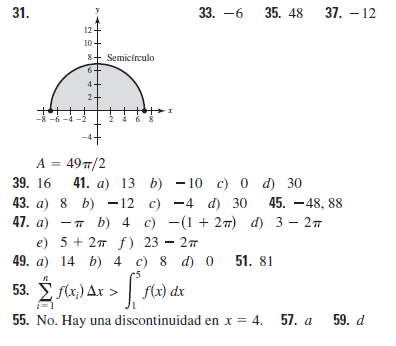 31.
y
12
10
8 Semicírculo
6
4
2
x
-8 -6 -4 -2 2 4 6 8
-4
A = 49π/2
33. -6 35. 48 37. -12
39. 16 41. a) 13 b) -10 c) 0 d) 30
43. a) 8 b) -12 c) -4 d) 30 45. -48, 88
47. a) -π b) 4 c) -(1 + 2π) d) 3 - 2π
e) 5 + 2π f) 23 - 2π
49. a) 14 b) 4 c) 8 d) 0 51. 81
53. ∑ⁿᵢ₌₁ f(xᵢ) Δx > ∫₁⁵ f(x) dx
55. No. Hay una discontinuidad en x = 4. 57. a 59. d